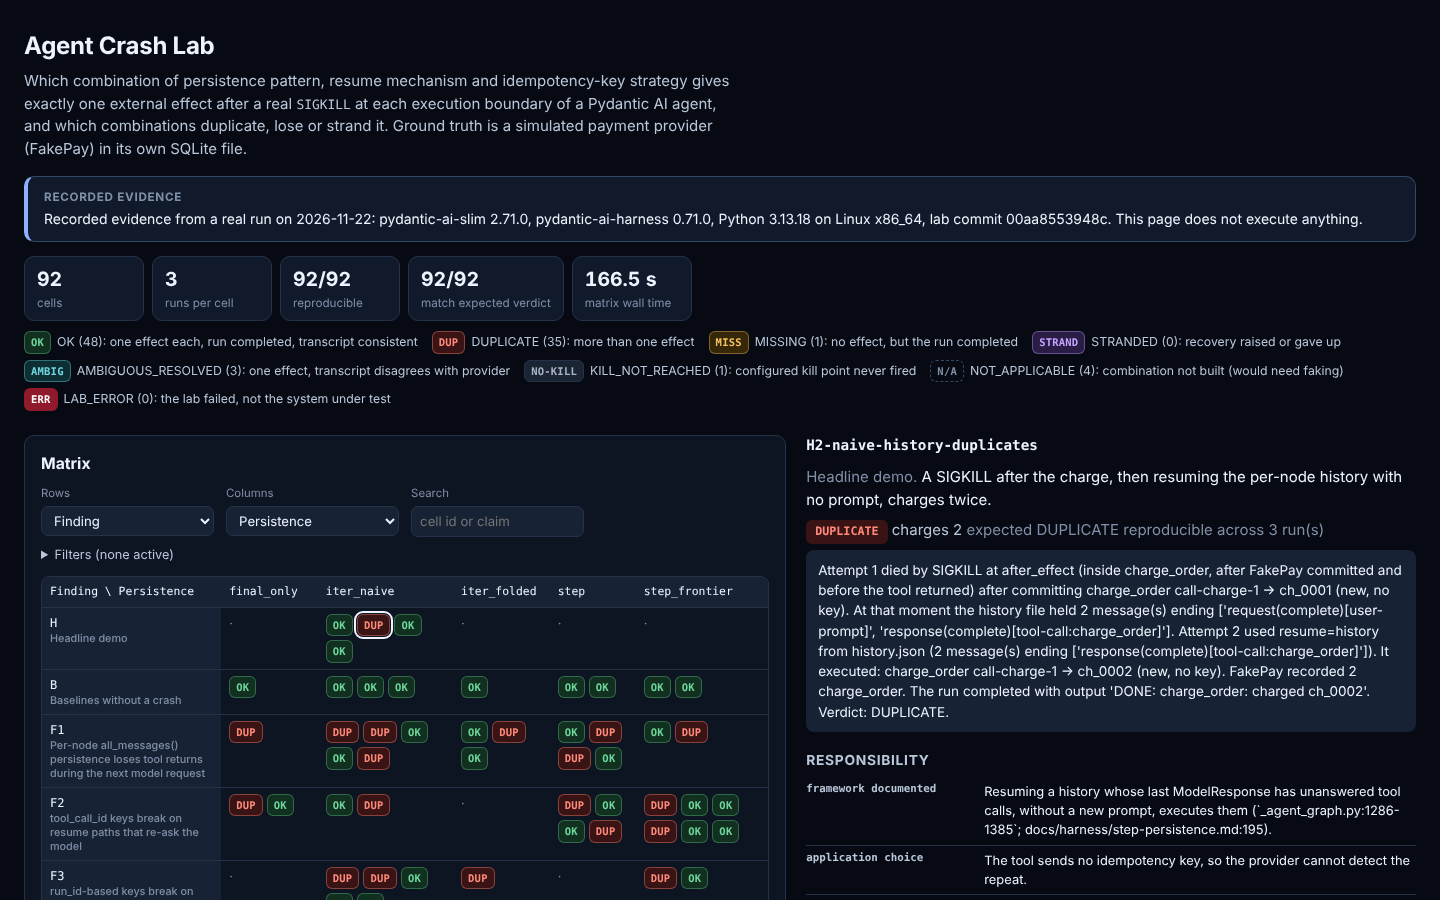 Agent Crash Lab
Which combination of persistence pattern, resume mechanism and idempotency-key strategy gives
exactly one external effect after a real SIGKILL at each execution boundary of a Pydantic AI agent,
and which combinations duplicate, lose or strand it. Ground truth is a simulated payment provider
(FakePay) in its own SQLite file.
RECORDED EVIDENCE
Recorded evidence from a real run on 2026-11-22: pydantic-ai-slim 2.71.0, pydantic-ai-harness 0.71.0, Python 3.13.18 on Linux x86_64, lab commit 00aa8553948c. This page does not execute anything.
92 3 92/92 92/92 166.5 s
cells runs per cell reproducible match expected verdict matrix wall time
OK OK (48): one effect each, run completed, transcript consistent DUP DUPLICATE (35): more than one effect MISS MISSING (1): no effect, but the run completed STRAND STRANDED (0): recovery raised or gave up
AMBIG AMBIGUOUS_RESOLVED (3): one effect, transcript disagrees with provider NO-KILL KILL_NOT_REACHED (1): configured kill point never fired N/A NOT_APPLICABLE (4): combination not built (would need faking)
ERR LAB_ERROR (0): the lab failed, not the system under test
Matrix
Rows Columns Search
Finding Persistence cell id or claim
▶ Filters (none active)
Finding \ Persistence final_only iter_naive iter_folded step step_frontier
H · OK DUP OK · · ·
Headline demo OK
B OK OK OK OK OK OK OK OK OK
Baselines without a crash
F1 DUP DUP DUP OK OK DUP OK DUP OK DUP
Per-node all_messages()
persistence loses tool returns OK DUP OK DUP OK
during the next model request
F2 DUP OK OK DUP · DUP OK DUP OK OK
tool_call_id keys break on
resume paths that re-ask the OK DUP DUP OK OK
model
F3 · DUP DUP OK DUP · DUP OK
run_id-based keys break on
H2-naive-history-duplicates
Headline demo. A SIGKILL after the charge, then resuming the per-node history with
no prompt, charges twice.
DUPLICATE charges 2 expected DUPLICATE reproducible across 3 run(s)
Attempt 1 died by SIGKILL at after_effect (inside charge_order, after FakePay committed and
before the tool returned) after committing charge_order call-charge-1 → ch_0001 (new, no
key). At that moment the history file held 2 message(s) ending ['request(complete)[user-
prompt]', 'response(complete)[tool-call:charge_order]']. Attempt 2 used resume=history
from history.json (2 message(s) ending ['response(complete)[tool-call:charge_order]']). It
executed: charge_order call-charge-1 → ch_0002 (new, no key). FakePay recorded 2
charge_order. The run completed with output 'DONE: charge_order: charged ch_0002'.
Verdict: DUPLICATE.
RESPONSIBILITY
framework documented Resuming a history whose last ModelResponse has unanswered tool
calls, without a new prompt, executes them (`_agent_graph.py:1286-
1385`; docs/harness/step-persistence.md:195).
application choice The tool sends no idempotency key, so the provider cannot detect the
repeat.